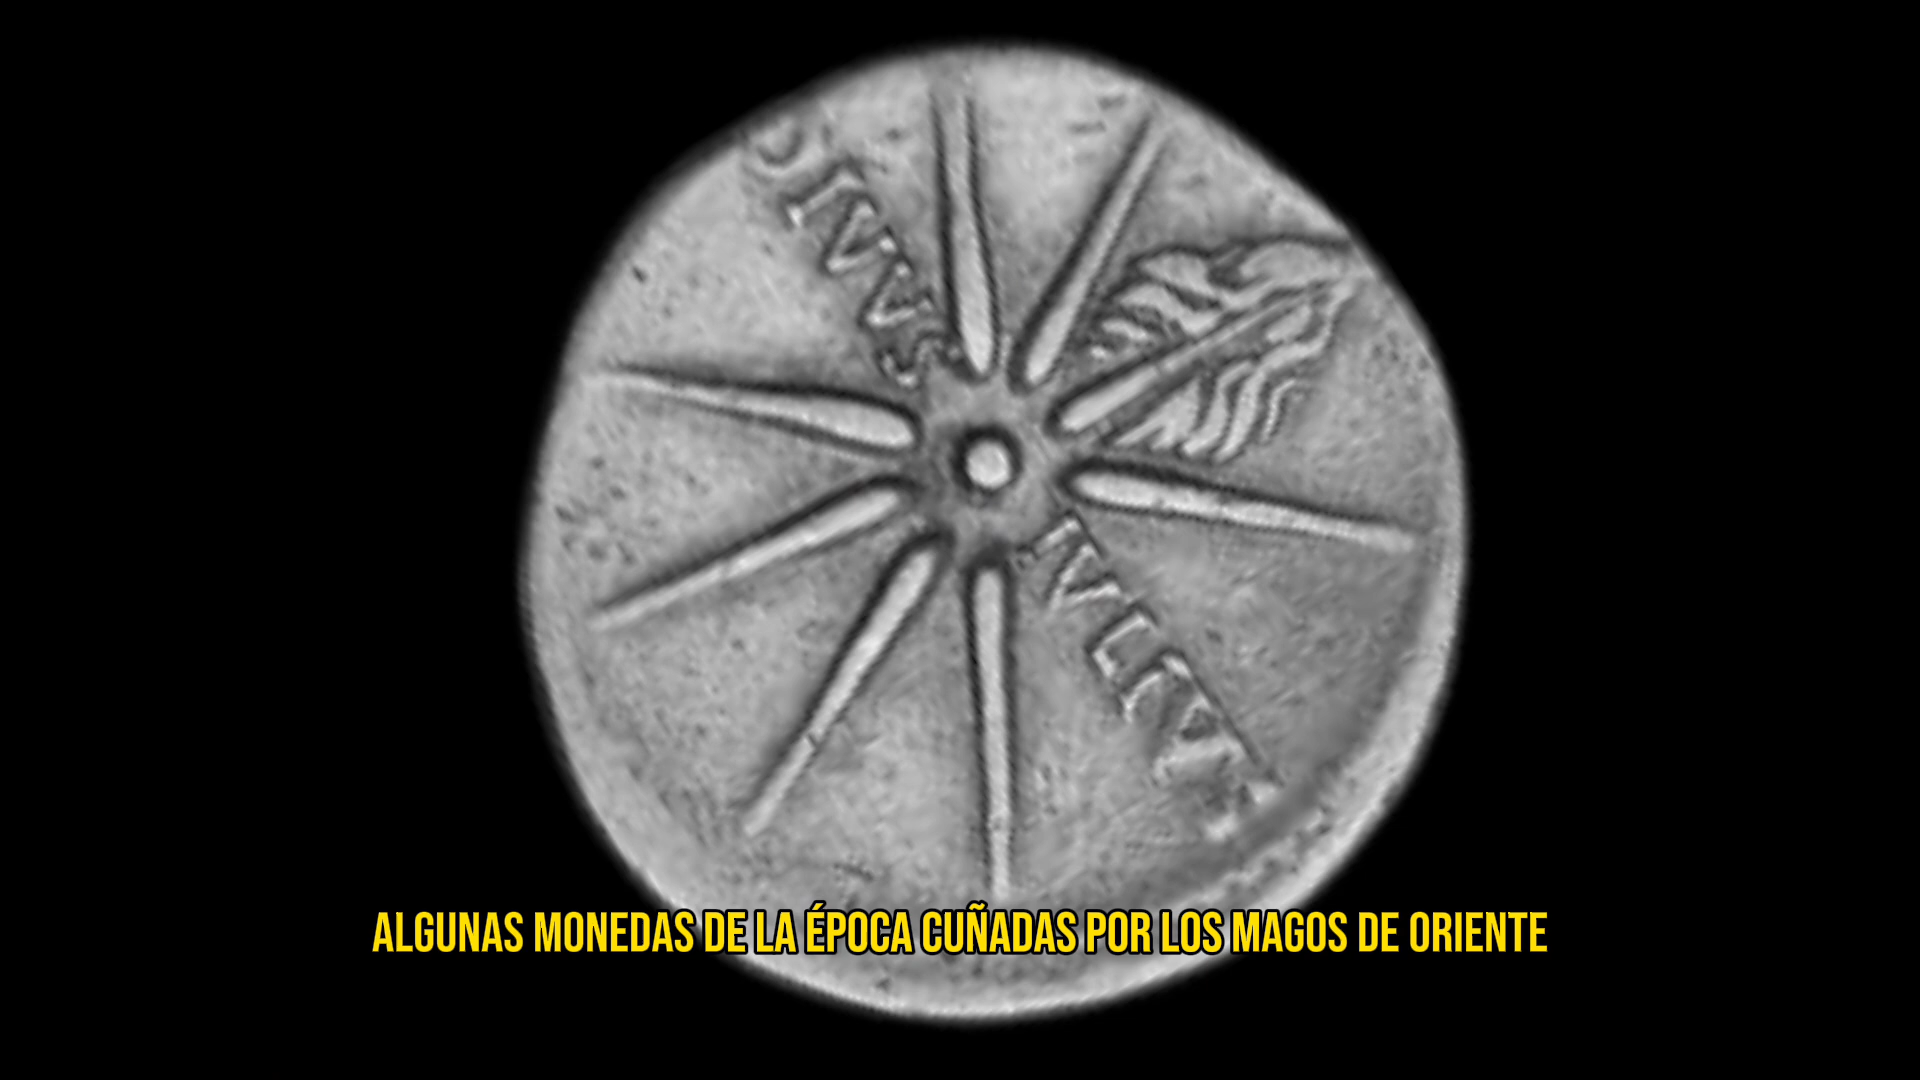 DIVVS
IVLIVS
ALGUNAS MONEDAS DE LA ÉPOCA CUÑADAS POR LOS MAGOS DE ORIENTE